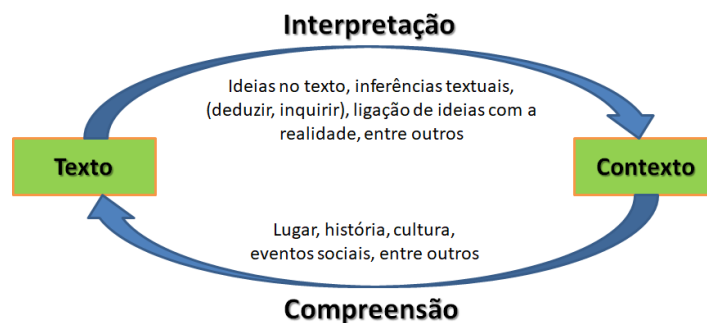 Interpretação
Ideias no texto, inferências textuais,
(deduzir, inquirir), ligação de ideias com a
realidade, entre outros
Texto
Contexto
Lugar, história, cultura,
eventos sociais, entre outros
Compreensão